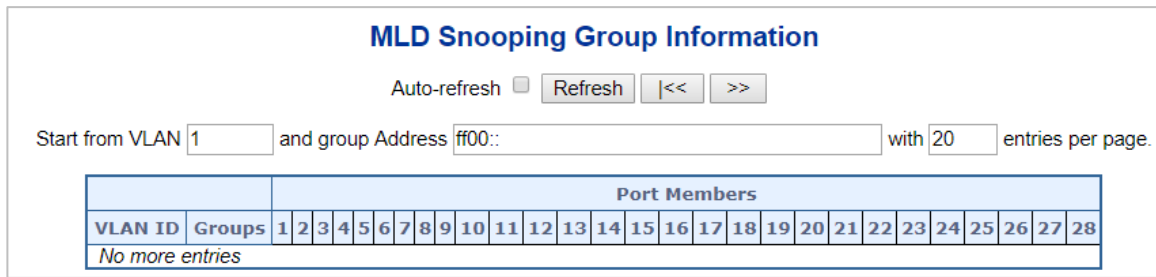 MLD Snooping Group Information
Auto-refresh Refresh |<< >>
Start from VLAN 1 and group Address ff00:: with 20 entries per page.
Port Members
VLAN ID Groups 1 2 3 4 5 6 7 8 9 10 11 12 13 14 15 16 17 18 19 20 21 22 23 24 25 26 27 28
No more entries